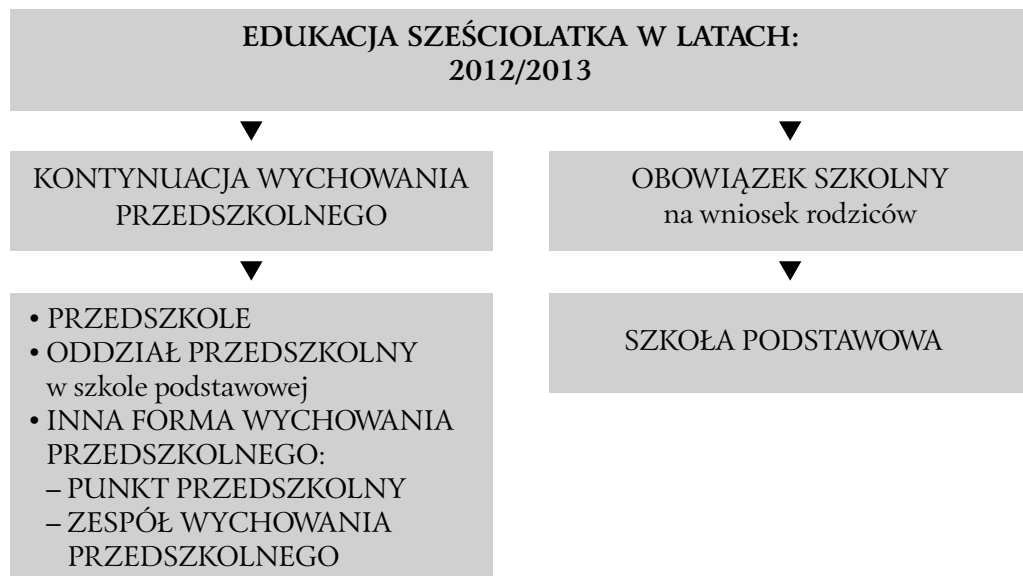 EDUKACJA SZEŚCIOLATKA W LATACH:
2012/2013
KONTYNUACJA WYCHOWANIA
PRZEDSZKOLNEGO
OBOWIĄZEK SZKOLNY
na wniosek rodziców
• PRZEDSZKOLE
• ODDZIAŁ PRZEDSZKOLNY
w szkole podstawowej
• INNA FORMA WYCHOWANIA
PRZEDSZKOLNEGO:
– PUNKT PRZEDSZKOLNY
– ZESPÓŁ WYCHOWANIA
PRZEDSZKOLNEGO
SZKOŁA PODSTAWOWA